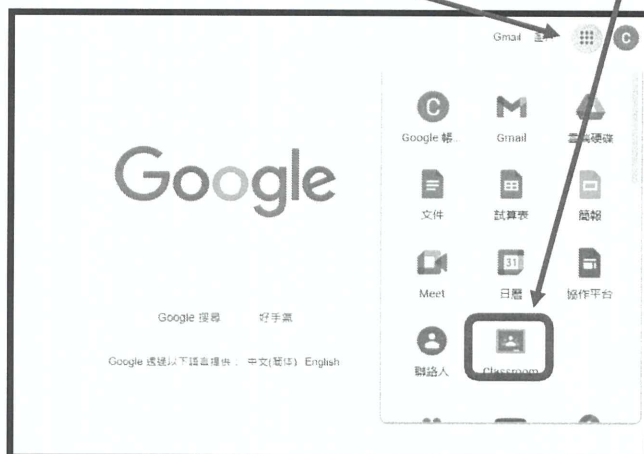 Gmail
C
C
Google 帳...
Gmail
雲端硬碟
Google
文件
試算表
簡報
31
Meet
日曆
協作平台
Google 搜尋
好手氣
Google 透過以下語言提供： 中文(简体) English
聯絡人
Classroom